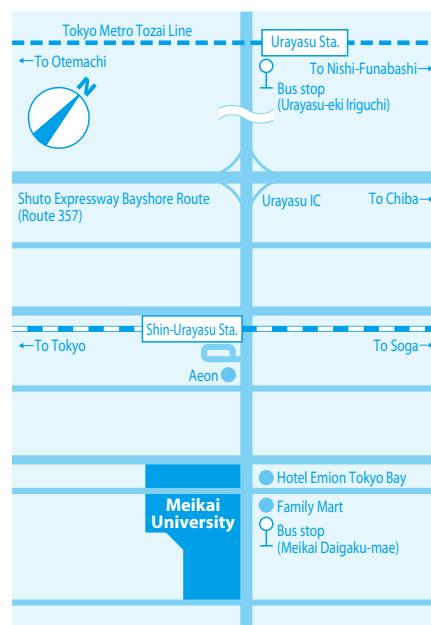 Tokyo Metro Tozai Line
Urayasu Sta.
←To Otemachi
To Nishi-Funabashi→
N
Bus stop
(Urayasu-eki Iriguchi)
Shuto Expressway Bayshore Route
(Route 357)
Urayasu IC
To Chiba→
Shin-Urayasu Sta.
←To Tokyo
To Soga→
Aeon
Hotel Emion Tokyo Bay
Meikai
University
Family Mart
Bus stop
(Meikai Daigaku-mae)